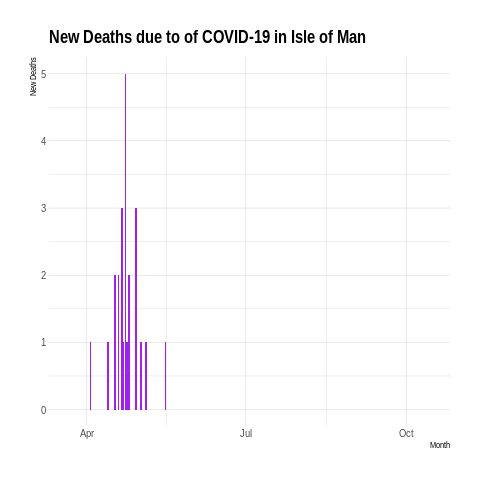 New Deaths due to of COVID-19 in Isle of Man
New Deaths
5
4
3
2
1
0
Apr
Jul
Oct
Month